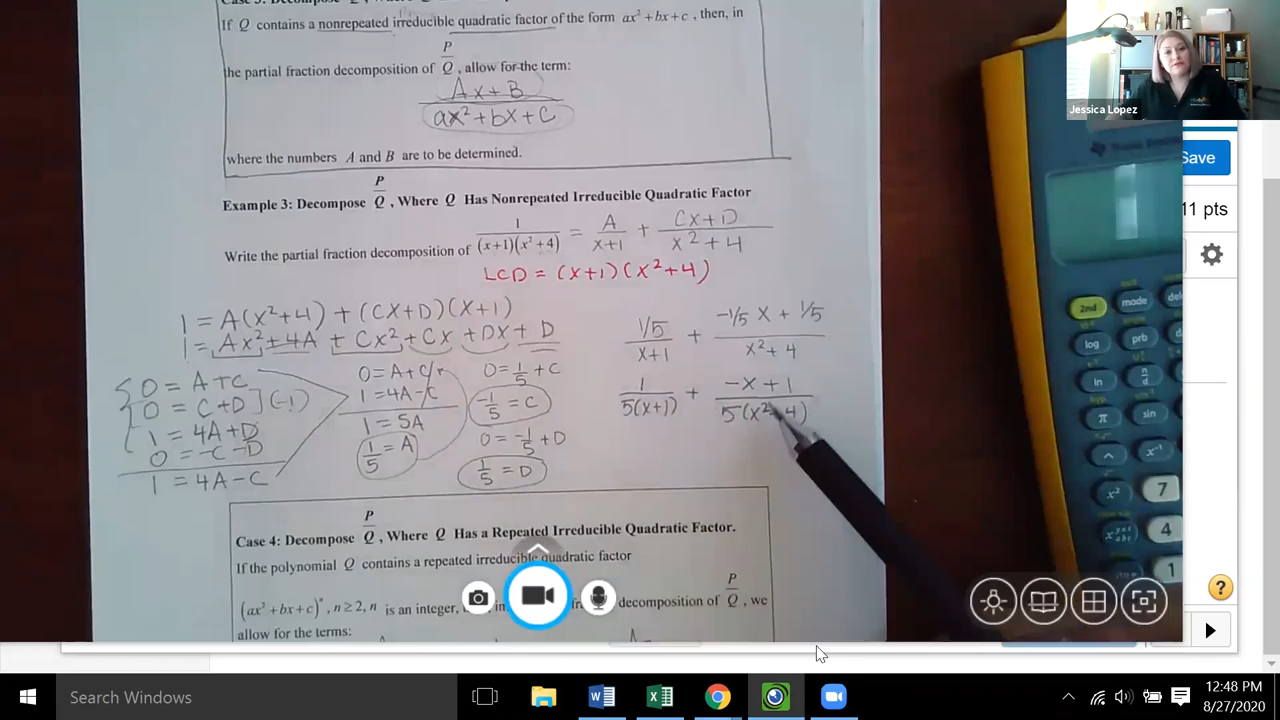 If Q contains a nonrepeated irreducible quadratic factor of the form ax² + bx + c, then, in
the partial fraction decomposition of P/Q, allow for the term:
Ax + B
ax² + bx + C
where the numbers A and B are to be determined.
Example 3: Decompose P/Q, Where Q Has Nonrepeated Irreducible Quadratic Factor
Write the partial fraction decomposition of 1/((x+1)(x²+4)) = A/(x+1) + (Cx+D)/(x²+4)
LCD = (x+1)(x²+4)
1 = A(x²+4) + (Cx+D)(x+1)
1 = Ax² + 4A + Cx² + Cx + Dx + D
0 = A + C
0 = C + D ] (-1)
1 = 4A + D
0 = -C - D
1 = 4A - C
0 = A + C
1 = 4A - C
1 = 5A
1/5 = A
0 = 1/5 + C
-1/5 = C
0 = -1/5 + D
1/5 = D
(1/5)/(x+1) + (-1/5 x + 1/5)/(x²+4)
1/(5(x+1)) + (-x+1)/(5(x²+4))
Case 4: Decompose P/Q, Where Q Has a Repeated Irreducible Quadratic Factor.
If the polynomial Q contains a repeated irreducible quadratic factor
(ax² + bx + c)ⁿ, n ≥ 2, n is an integer,
decomposition of P/Q, we
allow for the terms:
Jessica Lopez
Save
11 pts
2nd
mode
log
prb
ln
n/d
π
sin
^
x²
7
4
1
?
Search Windows
12:48 PM
8/27/2020